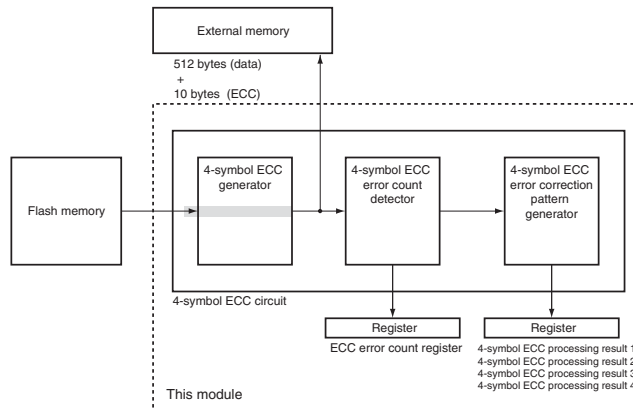 External memory
512 bytes (data)
+
10 bytes (ECC)
Flash memory
4-symbol ECC
generator
4-symbol ECC
error count
detector
4-symbol ECC
error correction
pattern
generator
4-symbol ECC circuit
Register
ECC error count register
Register
4-symbol ECC processing result 1
4-symbol ECC processing result 2
4-symbol ECC processing result 3
4-symbol ECC processing result 4
This module